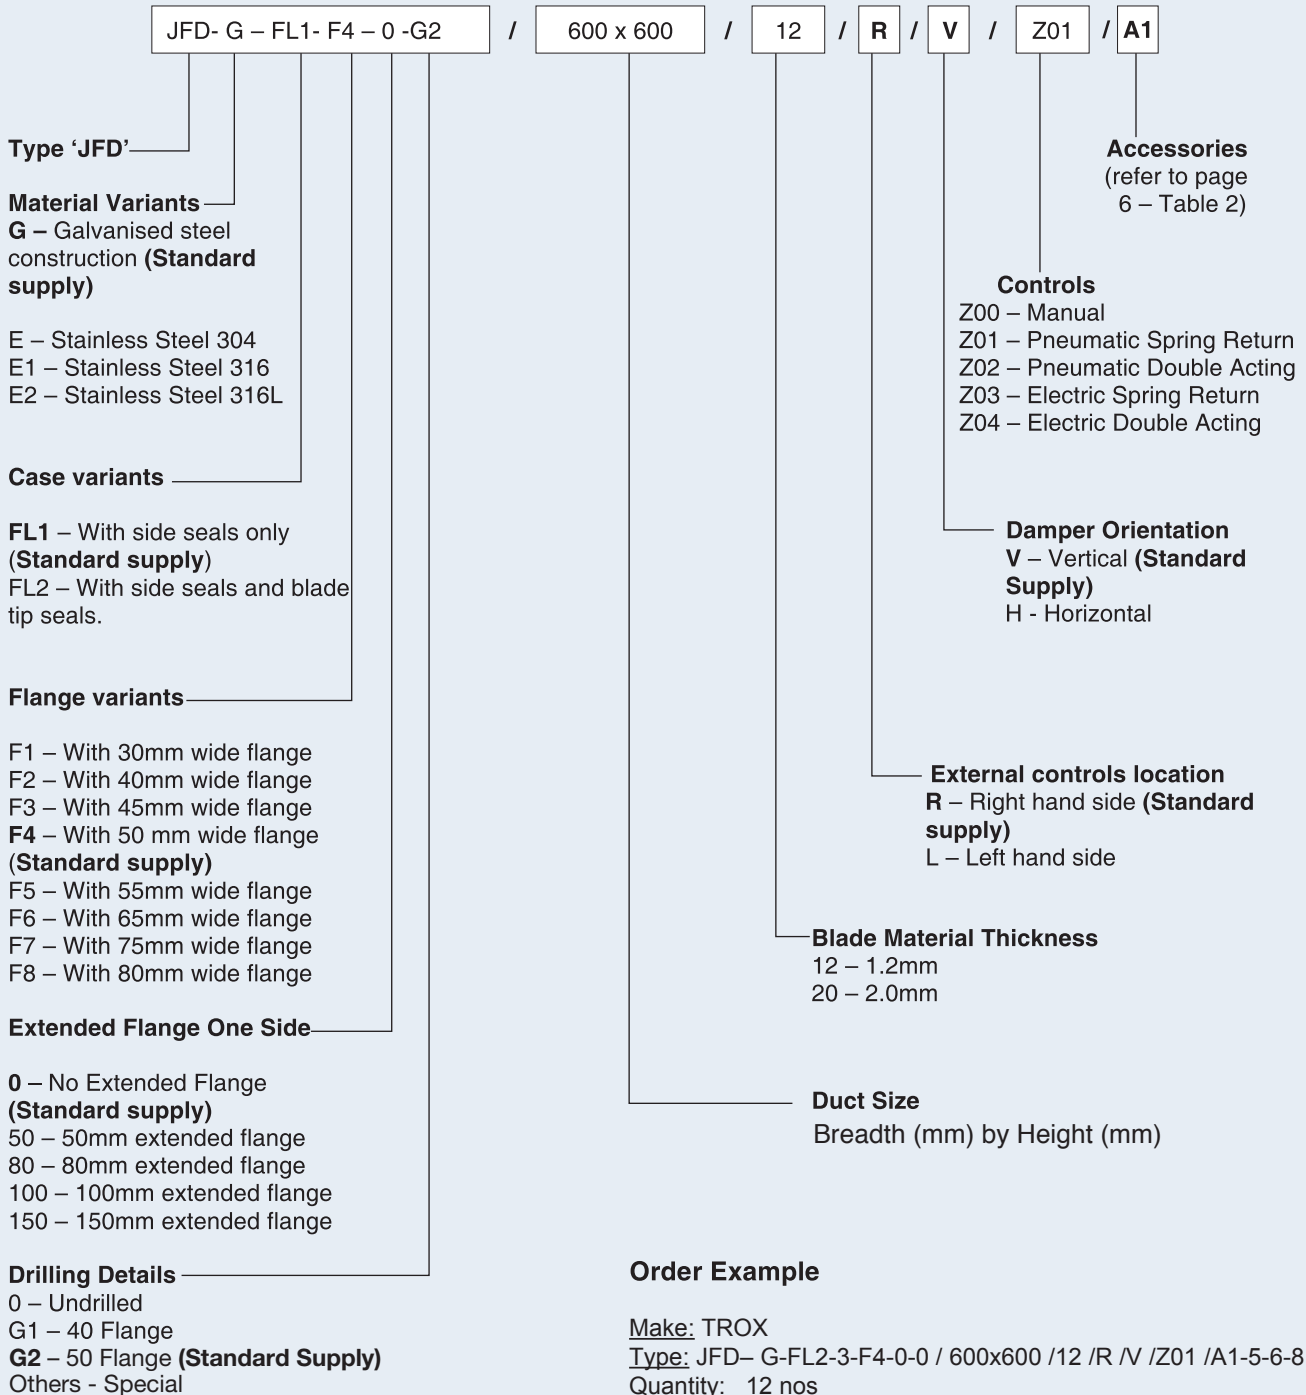 JFD- G – FL1- F4 – 0 -G2 / 600 x 600 / 12 / R / V / Z01 / A1
Type ‘JFD’
Material Variants
G – Galvanised steel
construction (Standard
supply)
E – Stainless Steel 304
E1 – Stainless Steel 316
E2 – Stainless Steel 316L
Case variants
FL1 – With side seals only
(Standard supply)
FL2 – With side seals and blade
tip seals.
Flange variants
F1 – With 30mm wide flange
F2 – With 40mm wide flange
F3 – With 45mm wide flange
F4 – With 50 mm wide flange
(Standard supply)
F5 – With 55mm wide flange
F6 – With 65mm wide flange
F7 – With 75mm wide flange
F8 – With 80mm wide flange
Extended Flange One Side
0 – No Extended Flange
(Standard supply)
50 – 50mm extended flange
80 – 80mm extended flange
100 – 100mm extended flange
150 – 150mm extended flange
Drilling Details
0 – Undrilled
G1 – 40 Flange
G2 – 50 Flange (Standard Supply)
Others - Special
Accessories
(refer to page
6 – Table 2)
Controls
Z00 – Manual
Z01 – Pneumatic Spring Return
Z02 – Pneumatic Double Acting
Z03 – Electric Spring Return
Z04 – Electric Double Acting
Damper Orientation
V – Vertical (Standard
Supply)
H - Horizontal
External controls location
R – Right hand side (Standard
supply)
L – Left hand side
Blade Material Thickness
12 – 1.2mm
20 – 2.0mm
Duct Size
Breadth (mm) by Height (mm)
Order Example
Make: TROX
Type: JFD– G-FL2-3-F4-0-0 / 600x600 /12 /R /V /Z01 /A1-5-6-8
Quantity: 12 nos